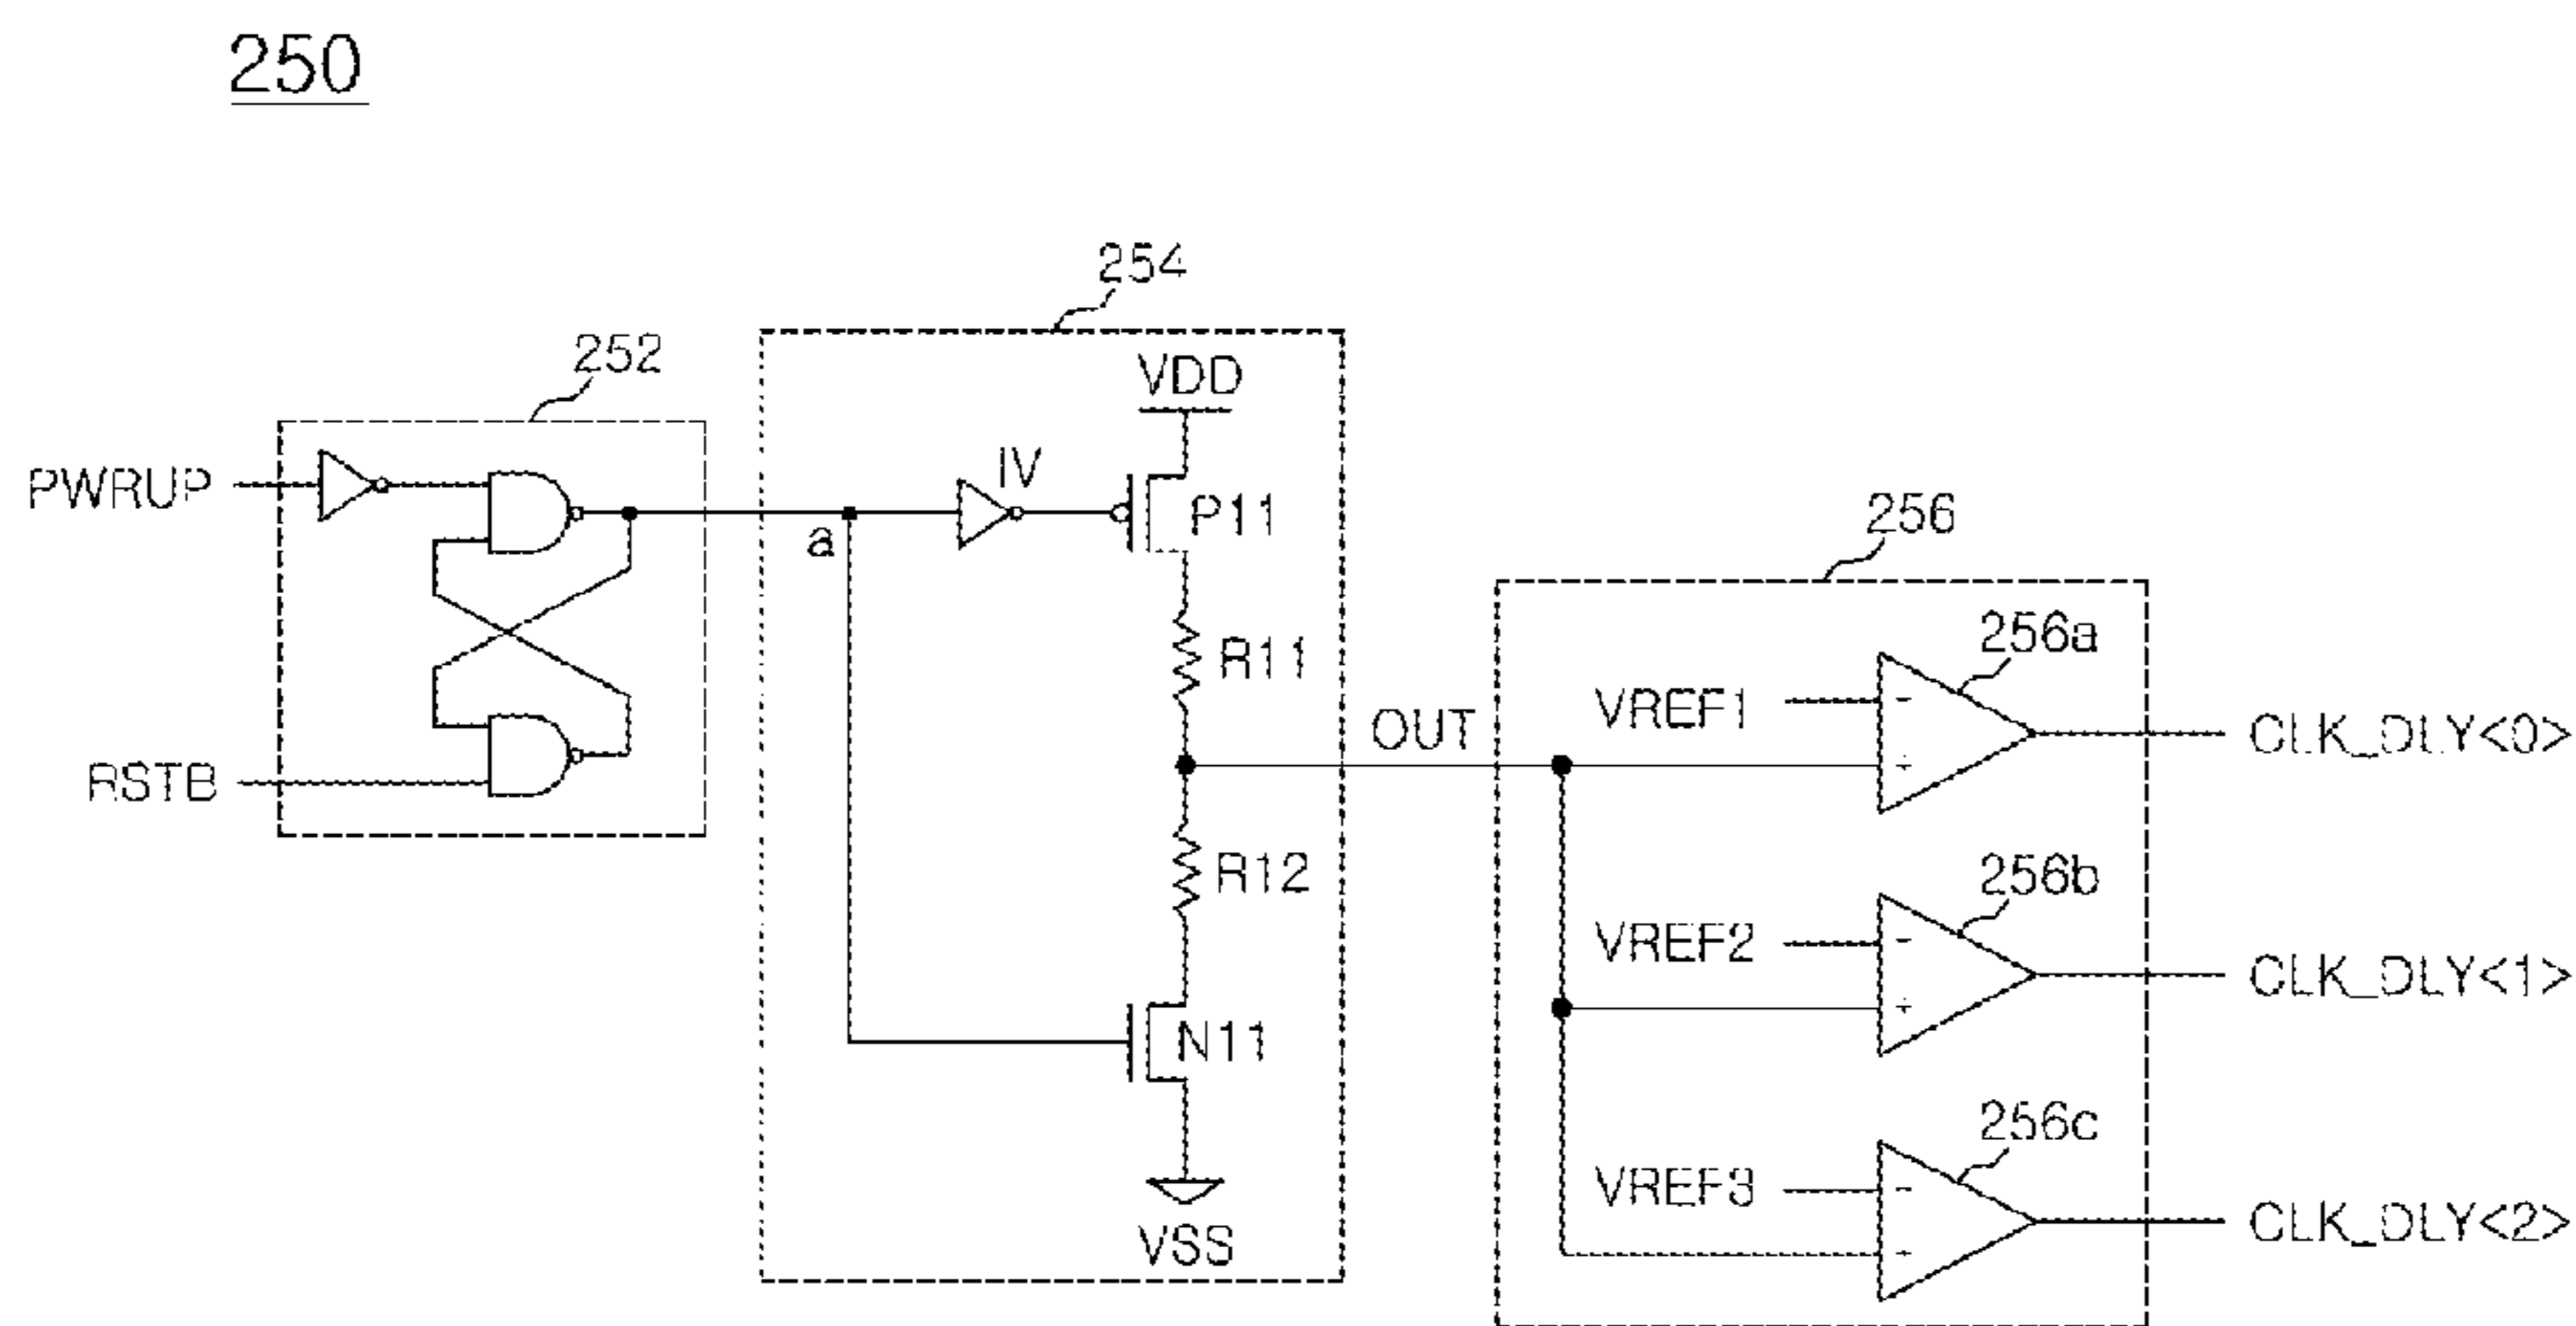 250
254
252
VDD
PWRUP
IV
P11
a
256
256a
R11
VREF1
-
OUT
CLK_DLY<0>
+
RSTB
R12
256b
VREF2
-
CLK_DLY<1>
+
N11
256c
VREF3
-
CLK_DLY<2>
+
VSS